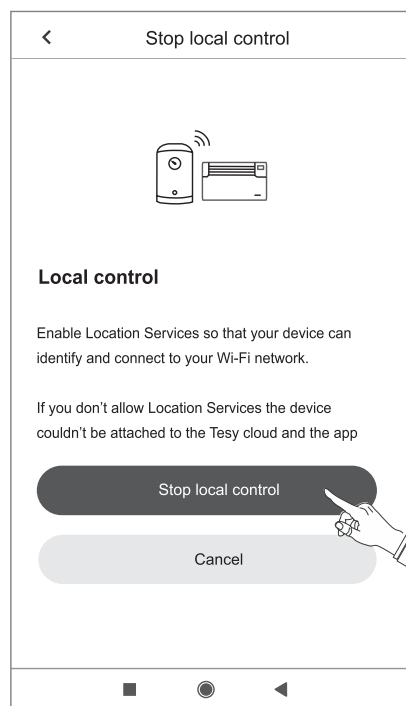 Stop local control
Local control
Enable Location Services so that your device can
identify and connect to your Wi-Fi network.
If you don't allow Location Services the device
couldn't be attached to the Tesy cloud and the app
Stop local control
Cancel